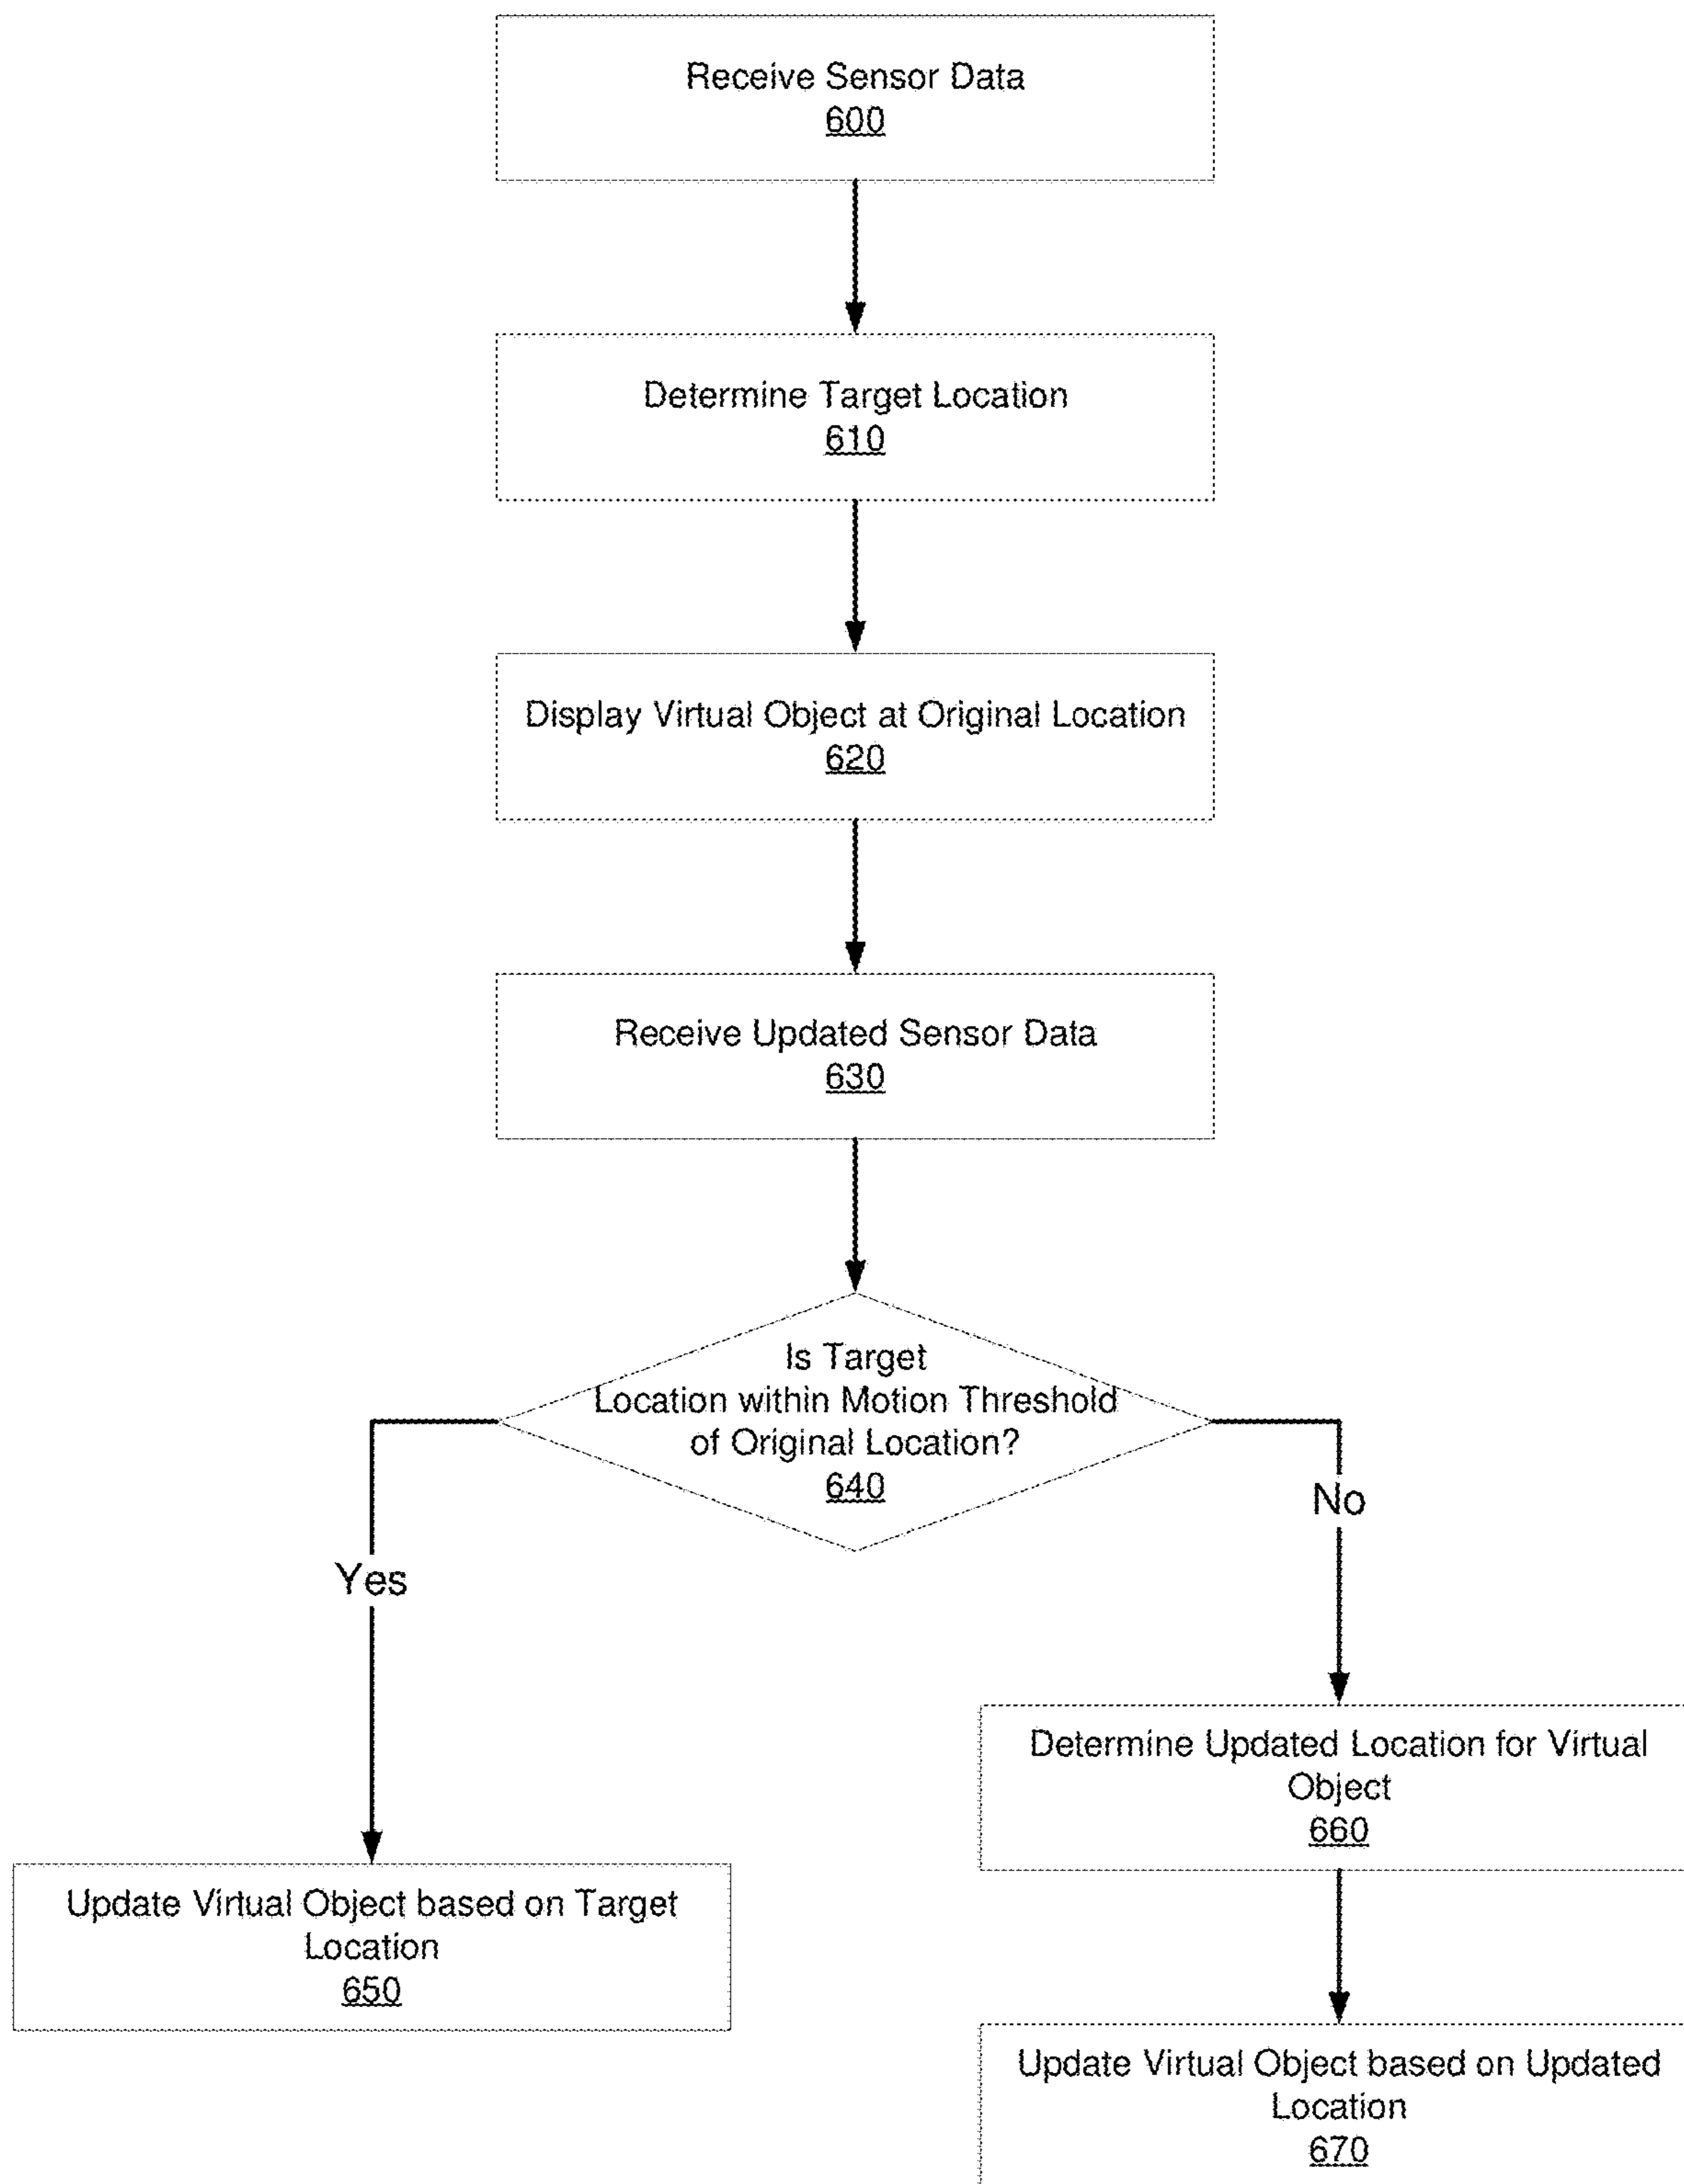 Receive Sensor Data
600
Determine Target Location
610
Display Virtual Object at Original Location
620
Receive Updated Sensor Data
630
Is Target
Location within Motion Threshold
of Original Location?
640
Yes
No
Determine Updated Location for Virtual
Object
660
Update Virtual Object based on Target
Location
650
Update Virtual Object based on Updated
Location
670